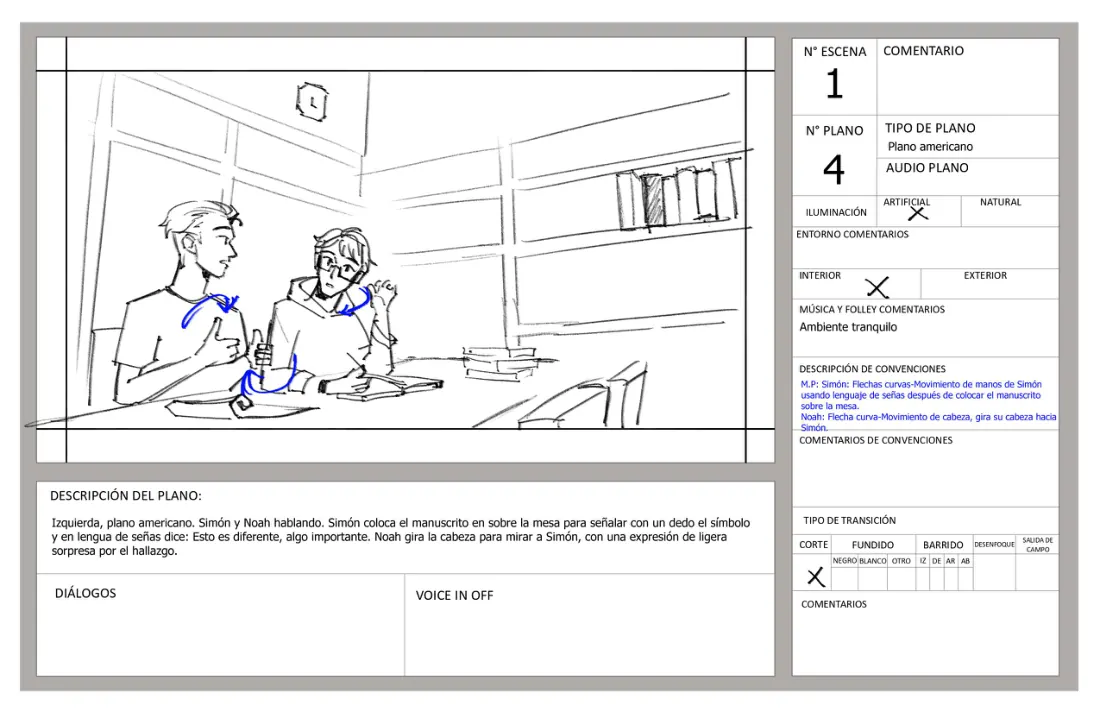 N° ESCENA
1
COMENTARIO
N° PLANO
4
TIPO DE PLANO
Plano americano
AUDIO PLANO
ILUMINACIÓN
ARTIFICIAL
NATURAL
ENTORNO COMENTARIOS
INTERIOR
EXTERIOR
MÚSICA Y FOLLEY COMENTARIOS
Ambiente tranquilo
DESCRIPCIÓN DE CONVENCIONES
M.P: Simón: Flechas curvas-Movimiento de manos de Simón
usando lenguaje de señas después de colocar el manuscrito
sobre la mesa.
Noah: Flecha curva-Movimiento de cabeza, gira su cabeza hacia
Simón.
COMENTARIOS DE CONVENCIONES
TIPO DE TRANSICIÓN
CORTE
FUNDIDO
BARRIDO
DESENFOQUE
SALIDA DE
CAMPO
NEGRO BLANCO OTRO IZ DE AR AB
COMENTARIOS
DESCRIPCIÓN DEL PLANO:
Izquierda, plano americano. Simón y Noah hablando. Simón coloca el manuscrito en sobre la mesa para señalar con un dedo el símbolo
y en lengua de señas dice: Esto es diferente, algo importante. Noah gira la cabeza para mirar a Simón, con una expresión de ligera
sorpresa por el hallazgo.
DIÁLOGOS
VOICE IN OFF